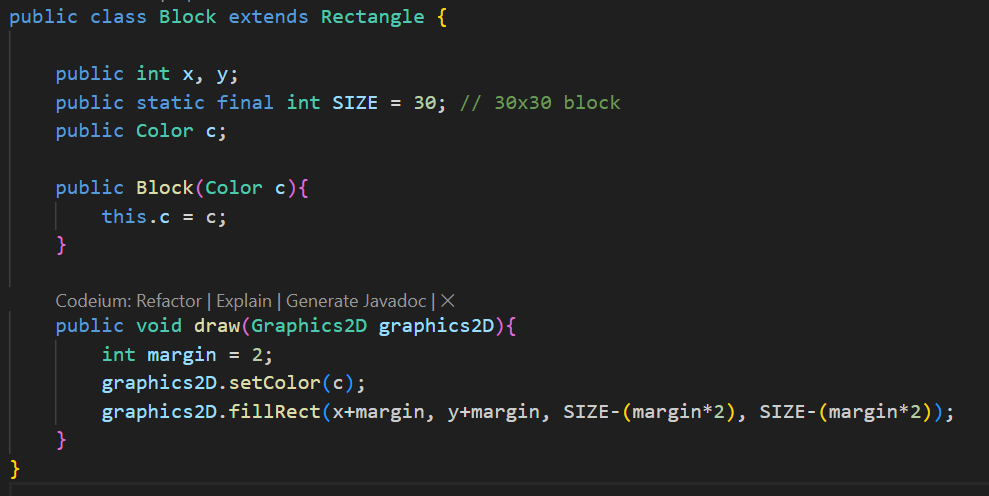 public class Block extends Rectangle {
public int x, y;
public static final int SIZE = 30; // 30x30 block
public Color c;
public Block(Color c){
this.c = c;
}
Codeium: Refactor | Explain | Generate Javadoc | ✕
public void draw(Graphics2D graphics2D){
int margin = 2;
graphics2D.setColor(c);
graphics2D.fillRect(x+margin, y+margin, SIZE-(margin*2), SIZE-(margin*2));
}
}